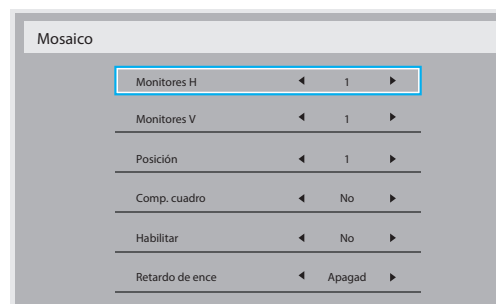 Mosaico
Monitores H 1
Monitores V 1
Posición 1
Comp. cuadro No
Habilitar No
Retardo de ence Apagad